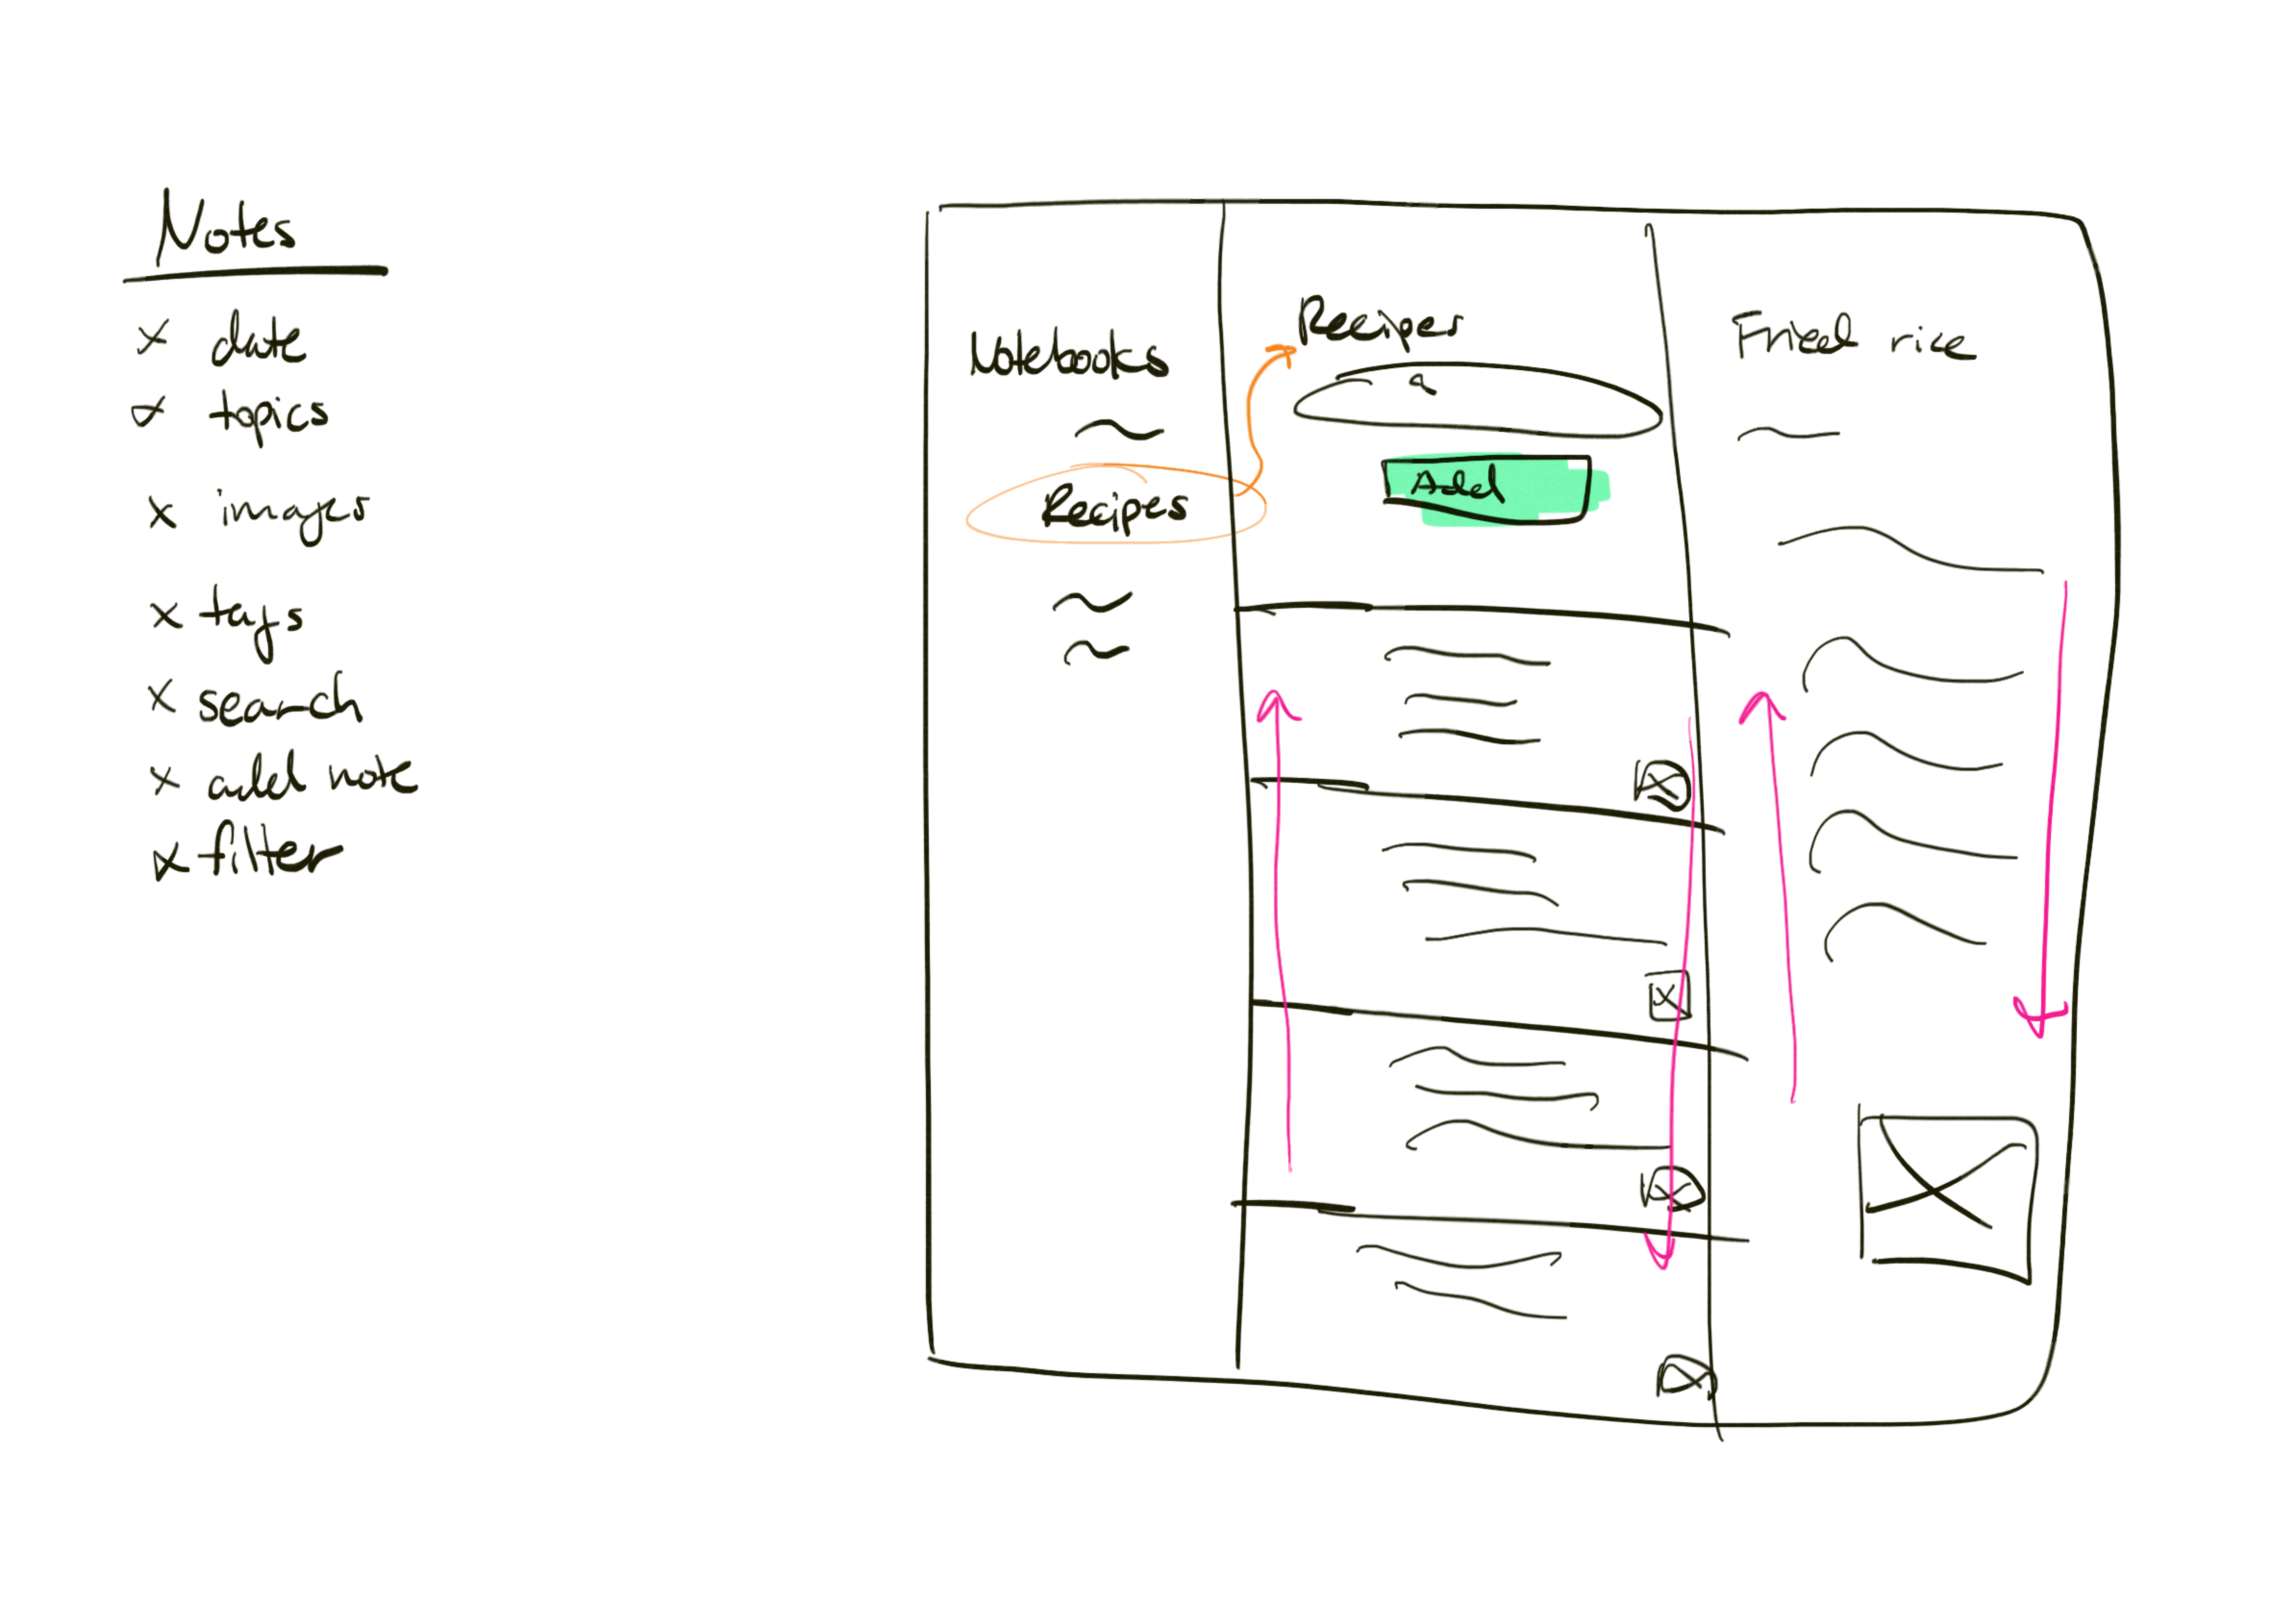 Notes
x date
x topics
x images
x tags
x search
x add note
x filter
Notebooks
Recipes
Recipes
Add
Fried rice